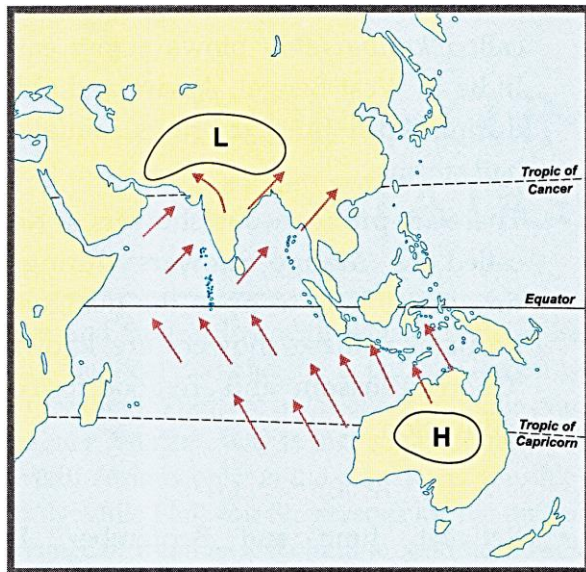 L
Tropic of
Cancer
Equator
H
Tropic of
Capricorn